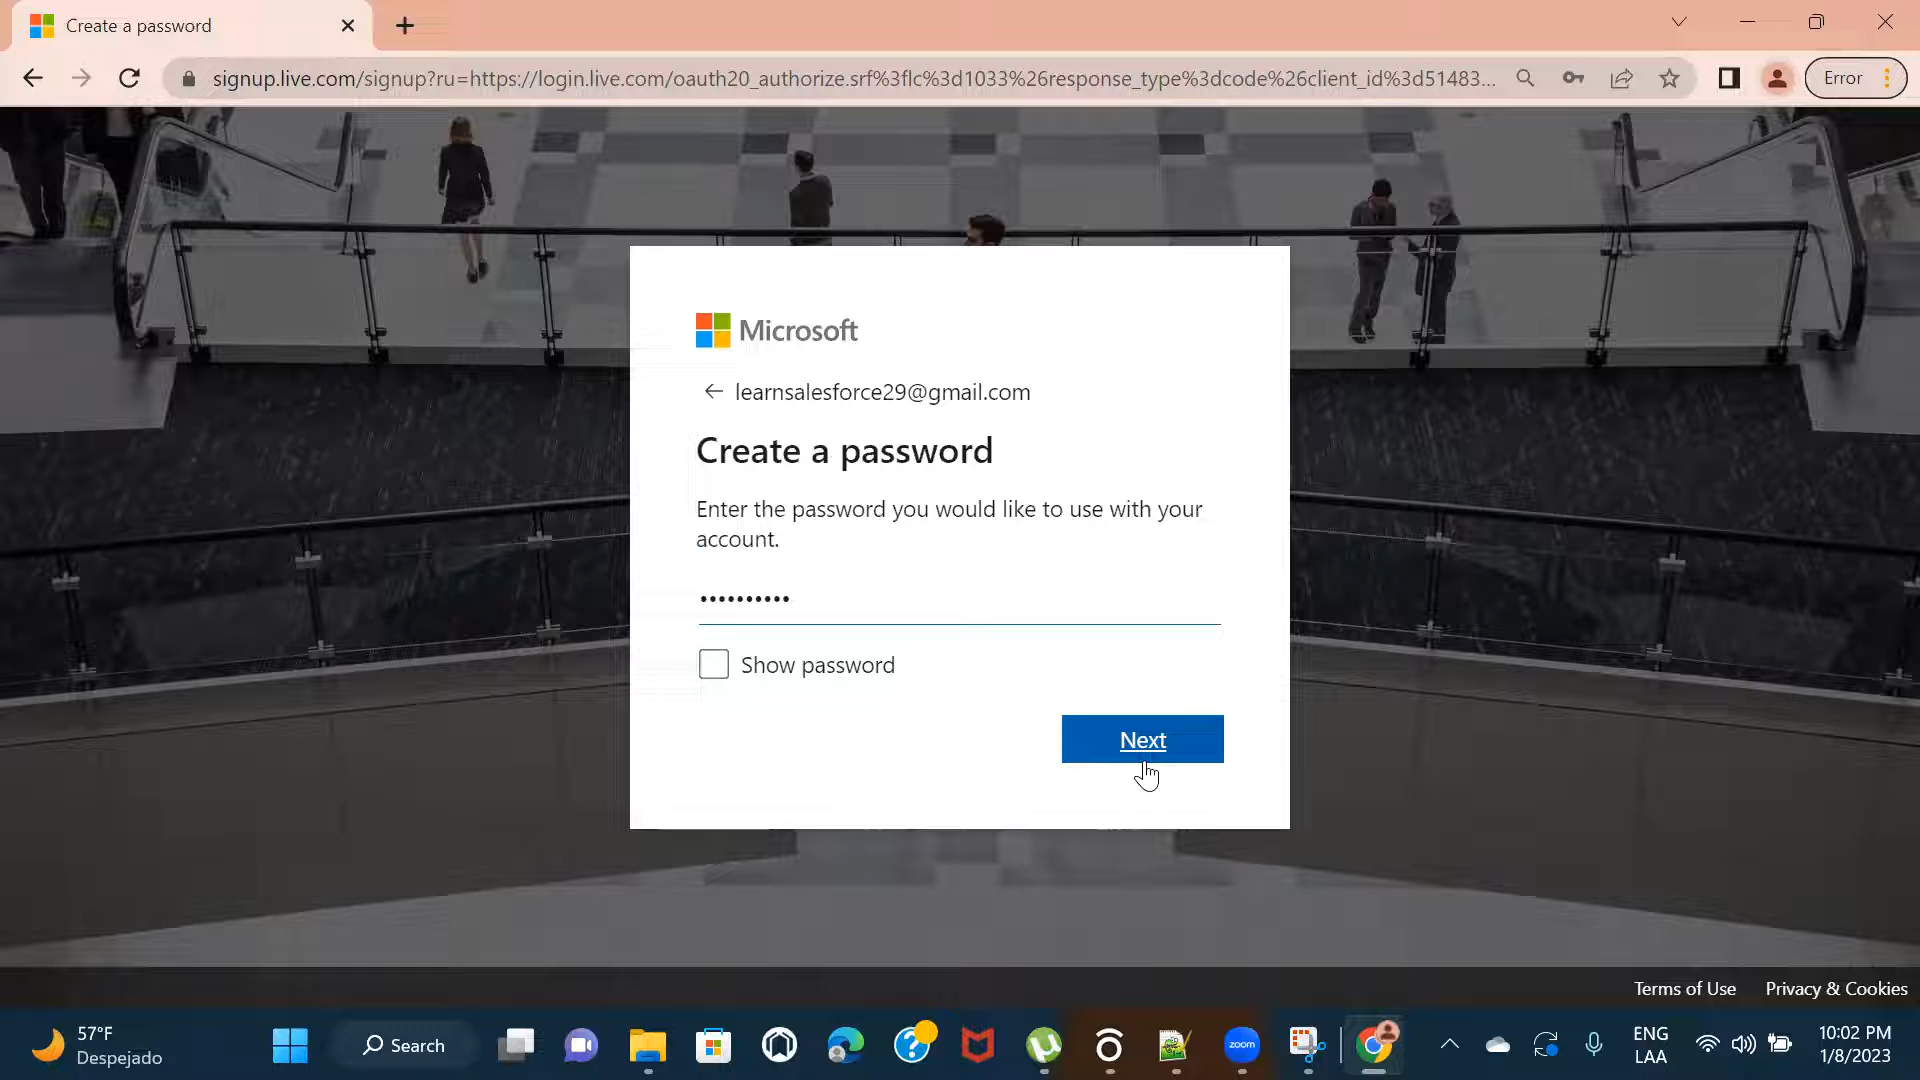 Create a password
signup.live.com/signup?ru=https://login.live.com/oauth20_authorize.srf%3flc%3d1033%26response_type%3dcode%26client_id%3d51483...
Error
Microsoft
learnsalesforce29@gmail.com
Create a password
Enter the password you would like to use with your
account.
••••••••••
Show password
Next
Terms of Use Privacy & Cookies
57°F
Despejado
Search
zoom
ENG
LAA
10:02 PM
1/8/2023